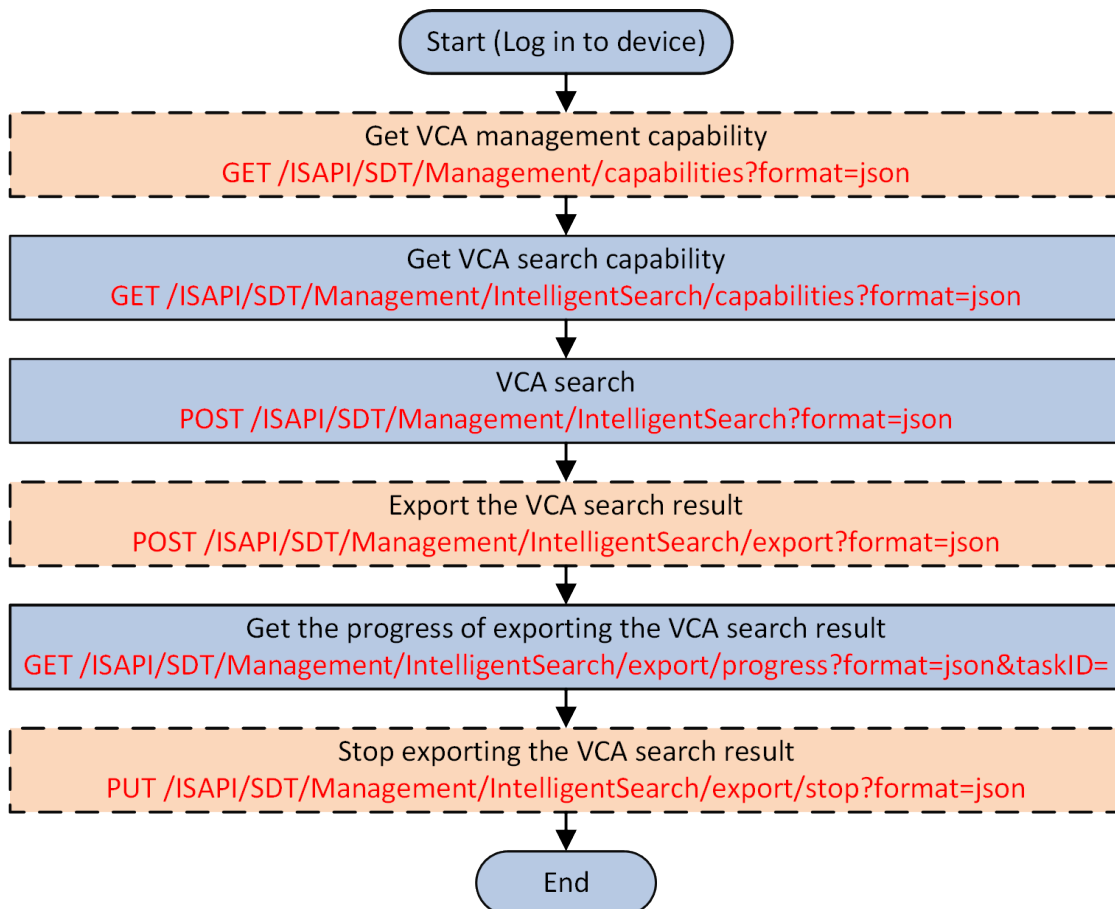 Start (Log in to device)
Get VCA management capability
GET /ISAPI/SDT/Management/capabilities?format=json
Get VCA search capability
GET /ISAPI/SDT/Management/IntelligentSearch/capabilities?format=json
VCA search
POST /ISAPI/SDT/Management/IntelligentSearch?format=json
Export the VCA search result
POST /ISAPI/SDT/Management/IntelligentSearch/export?format=json
Get the progress of exporting the VCA search result
GET /ISAPI/SDT/Management/IntelligentSearch/export/progress?format=json&taskID=
Stop exporting the VCA search result
PUT /ISAPI/SDT/Management/IntelligentSearch/export/stop?format=json
End